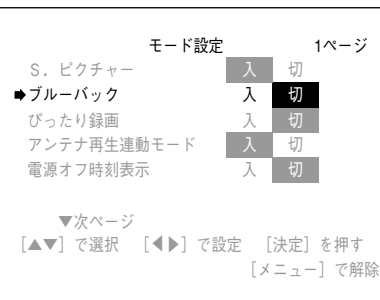 モード設定 1ページ
S．ピクチャー 入 切
➡ブルーバック 入 切
ぴったり録画 入 切
アンテナ再生連動モード 入 切
電源オフ時刻表示 入 切
▼次ページ
［▲▼］で選択 ［◀▶］で設定 ［決定］を押す
［メニュー］で解除